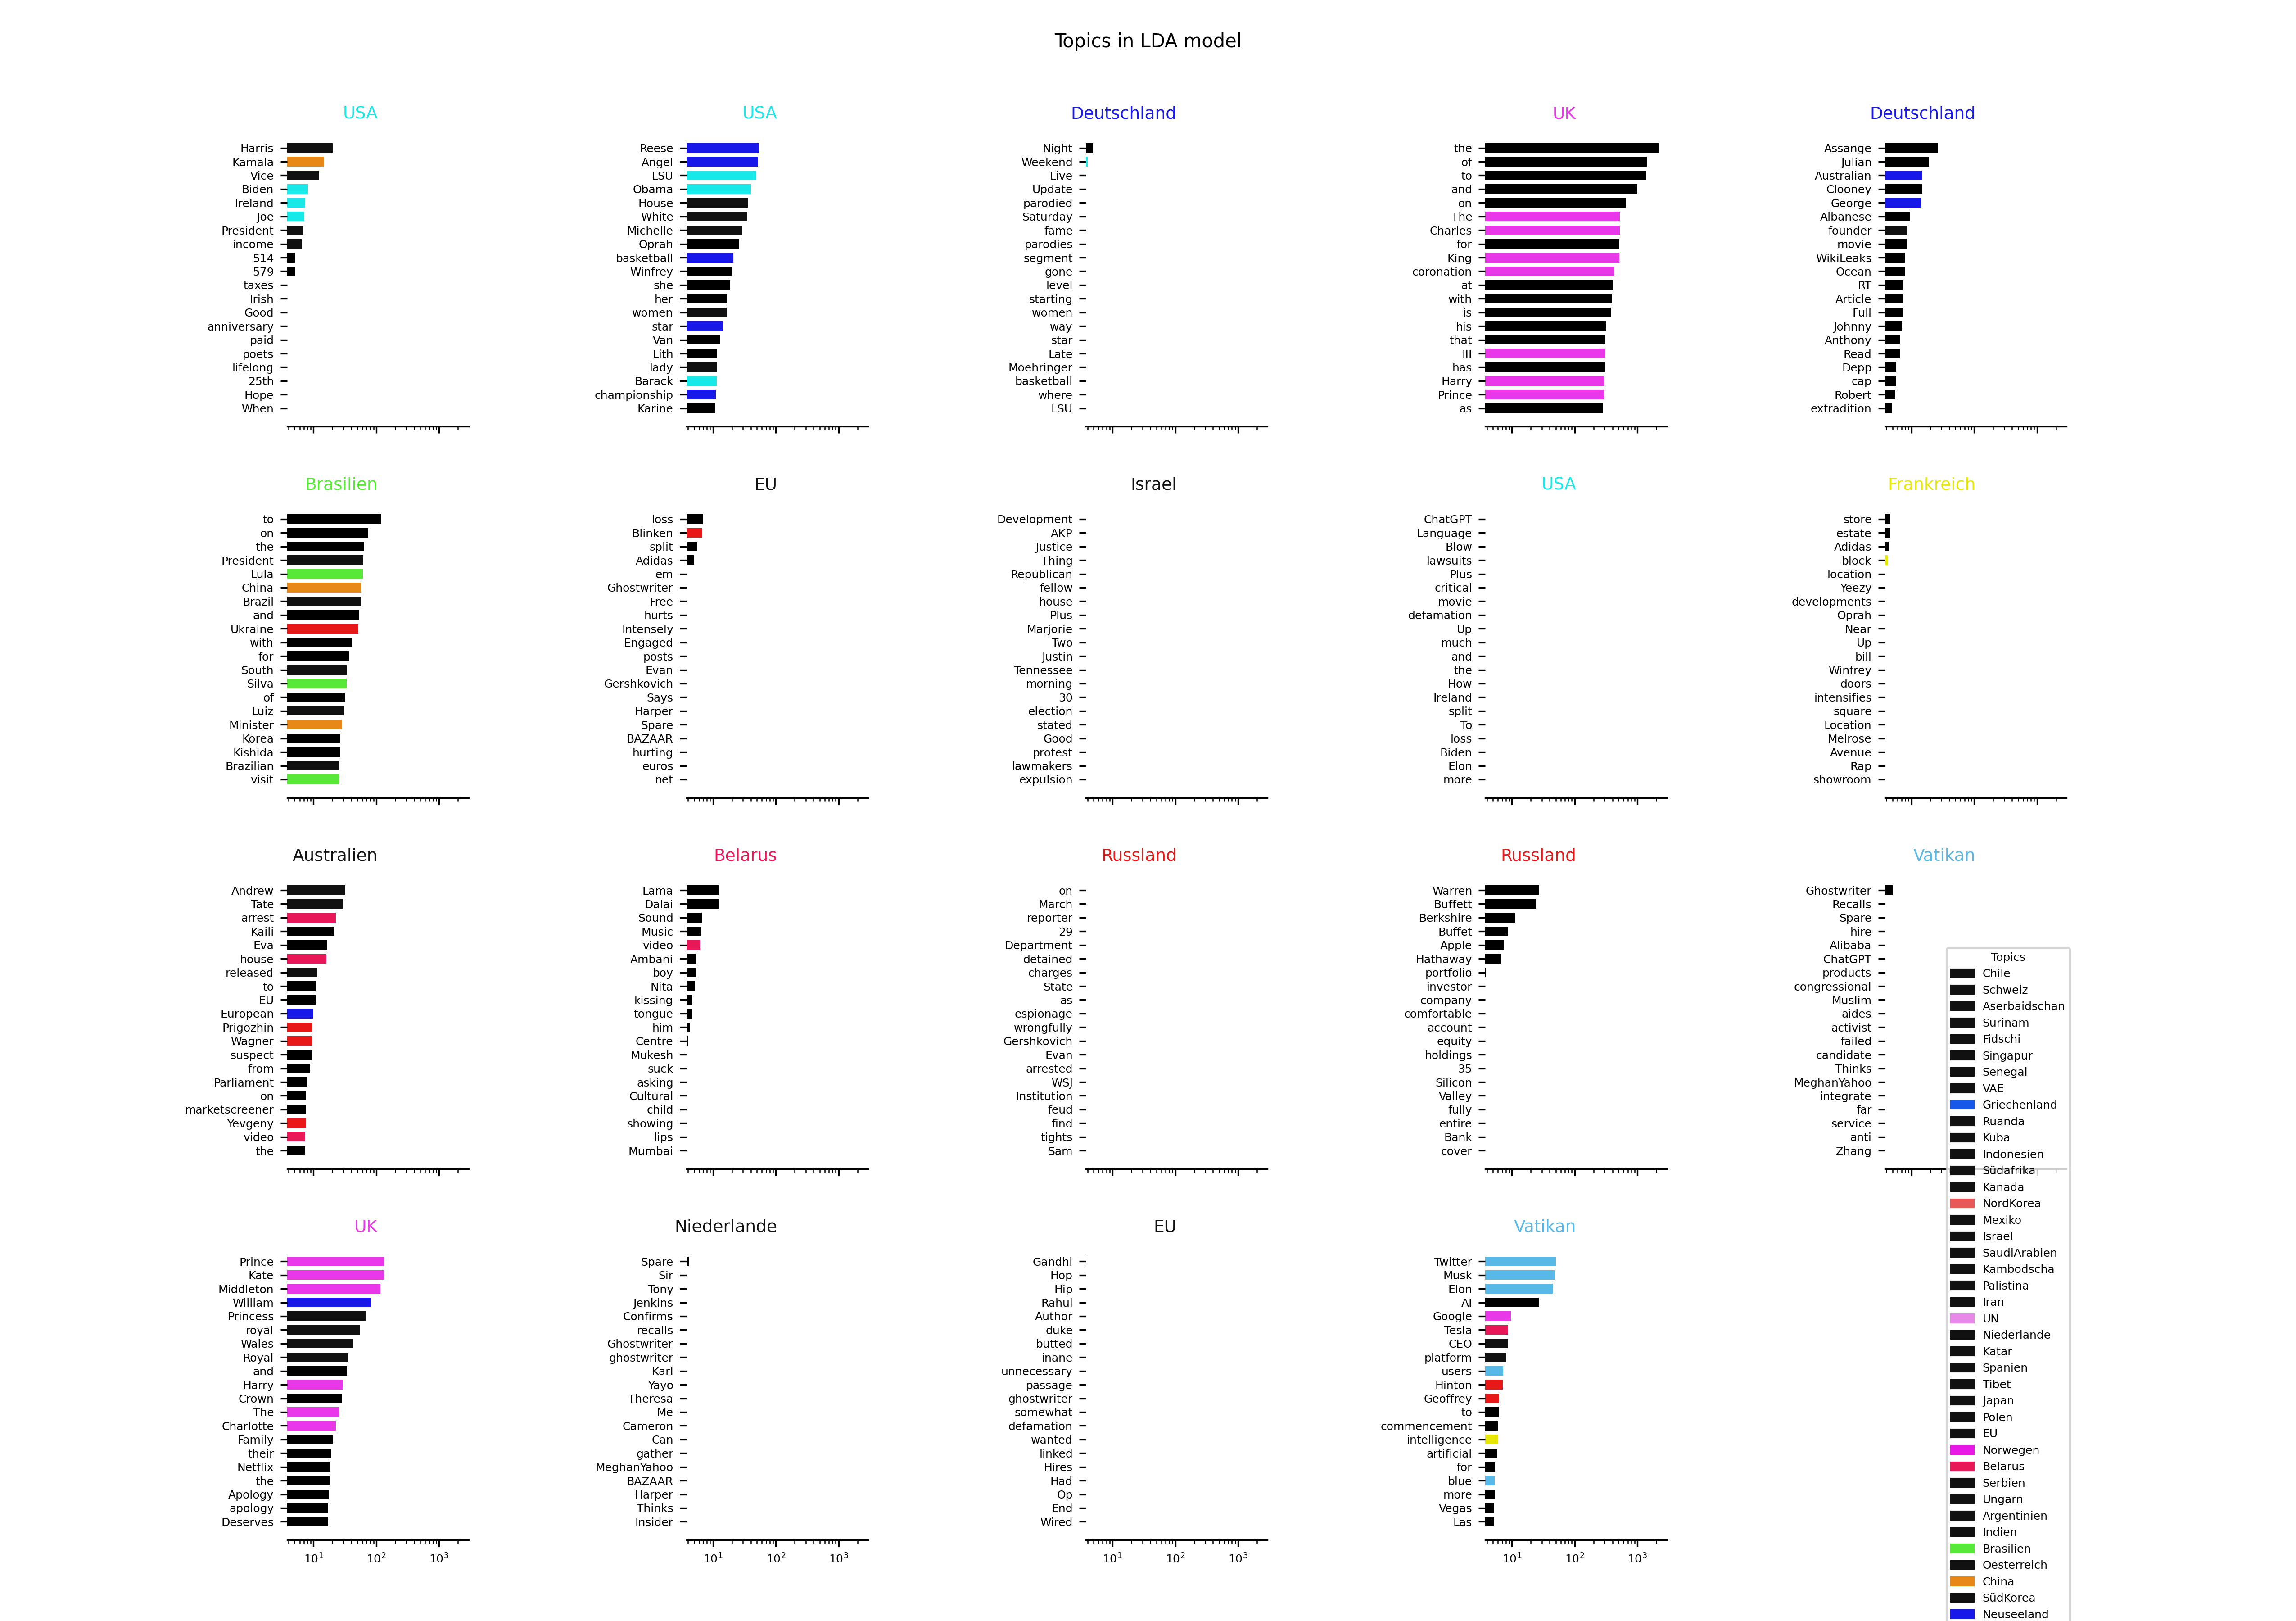 Topics in LDA model
USA
Harris
Kamala
Vice
Biden
Ireland
Joe
President
income
514
579
taxes
Irish
Good
anniversary
paid
poets
lifelong
25th
Hope
When
USA
Reese
Angel
LSU
Obama
House
White
Michelle
Oprah
basketball
Winfrey
she
her
women
star
Van
Lith
lady
Barack
championship
Karine
Deutschland
Night
Weekend
Live
Update
parodied
Saturday
fame
parodies
segment
gone
level
starting
women
way
star
Late
Moehringer
basketball
where
LSU
UK
the
of
to
and
on
The
Charles
for
King
coronation
at
with
is
his
that
III
has
Harry
Prince
as
Deutschland
Assange
Julian
Australian
Clooney
George
Albanese
founder
movie
WikiLeaks
Ocean
RT
Article
Full
Johnny
Anthony
Read
Depp
cap
Robert
extradition
Brasilien
to
on
the
President
Lula
China
Brazil
and
Ukraine
with
for
South
Silva
of
Luiz
Minister
Korea
Kishida
Brazilian
visit
EU
loss
Blinken
split
Adidas
em
Ghostwriter
Free
hurts
Intensely
Engaged
posts
Evan
Gershkovich
Says
Harper
Spare
BAZAAR
hurting
euros
net
Israel
Development
AKP
Justice
Thing
Republican
fellow
house
Plus
Marjorie
Two
Justin
Tennessee
morning
30
election
stated
Good
protest
lawmakers
expulsion
USA
ChatGPT
Language
Blow
lawsuits
Plus
critical
movie
defamation
Up
much
and
the
How
Ireland
split
To
loss
Biden
Elon
more
Frankreich
store
estate
Adidas
block
location
Yeezy
developments
Oprah
Near
Up
bill
Winfrey
doors
intensifies
square
Location
Melrose
Avenue
Rap
showroom
Australien
Andrew
Tate
arrest
Kaili
Eva
house
released
to
EU
European
Prigozhin
Wagner
suspect
from
Parliament
on
marketscreener
Yevgeny
video
the
Belarus
Lama
Dalai
Sound
Music
video
Ambani
boy
Nita
kissing
tongue
him
Centre
Mukesh
suck
asking
Cultural
child
showing
lips
Mumbai
Russland
on
March
reporter
29
Department
detained
charges
State
as
espionage
wrongfully
Gershkovich
Evan
arrested
WSJ
Institution
feud
find
tights
Sam
Russland
Warren
Buffett
Berkshire
Buffet
Apple
Hathaway
portfolio
investor
company
comfortable
account
equity
holdings
35
Silicon
Valley
fully
entire
Bank
cover
Vatikan
Ghostwriter
Recalls
Spare
hire
Alibaba
ChatGPT
products
congressional
Muslim
aides
activist
failed
candidate
Thinks
MeghanYahoo
integrate
far
service
anti
Zhang
UK
Prince
Kate
Middleton
William
Princess
royal
Wales
Royal
and
Harry
Crown
The
Charlotte
Family
their
Netflix
the
Apology
apology
Deserves
10¹ 10² 10³
Niederlande
Spare
Sir
Tony
Jenkins
Confirms
recalls
Ghostwriter
ghostwriter
Karl
Yayo
Theresa
Me
Cameron
Can
gather
MeghanYahoo
BAZAAR
Harper
Thinks
Insider
10¹ 10² 10³
EU
Gandhi
Hop
Hip
Rahul
Author
duke
butted
inane
unnecessary
passage
ghostwriter
somewhat
defamation
wanted
linked
Hires
Had
Op
End
Wired
10¹ 10² 10³
Vatikan
Twitter
Musk
Elon
AI
Google
Tesla
CEO
platform
users
Hinton
Geoffrey
to
commencement
intelligence
artificial
for
blue
more
Vegas
Las
10¹ 10² 10³
Topics
Chile
Schweiz
Aserbaidschan
Surinam
Fidschi
Singapur
Senegal
VAE
Griechenland
Ruanda
Kuba
Indonesien
Südafrika
Kanada
NordKorea
Mexiko
Israel
SaudiArabien
Kambodscha
Palistina
Iran
UN
Niederlande
Katar
Spanien
Tibet
Japan
Polen
EU
Norwegen
Belarus
Serbien
Ungarn
Argentinien
Indien
Brasilien
Oesterreich
China
SüdKorea
Neuseeland